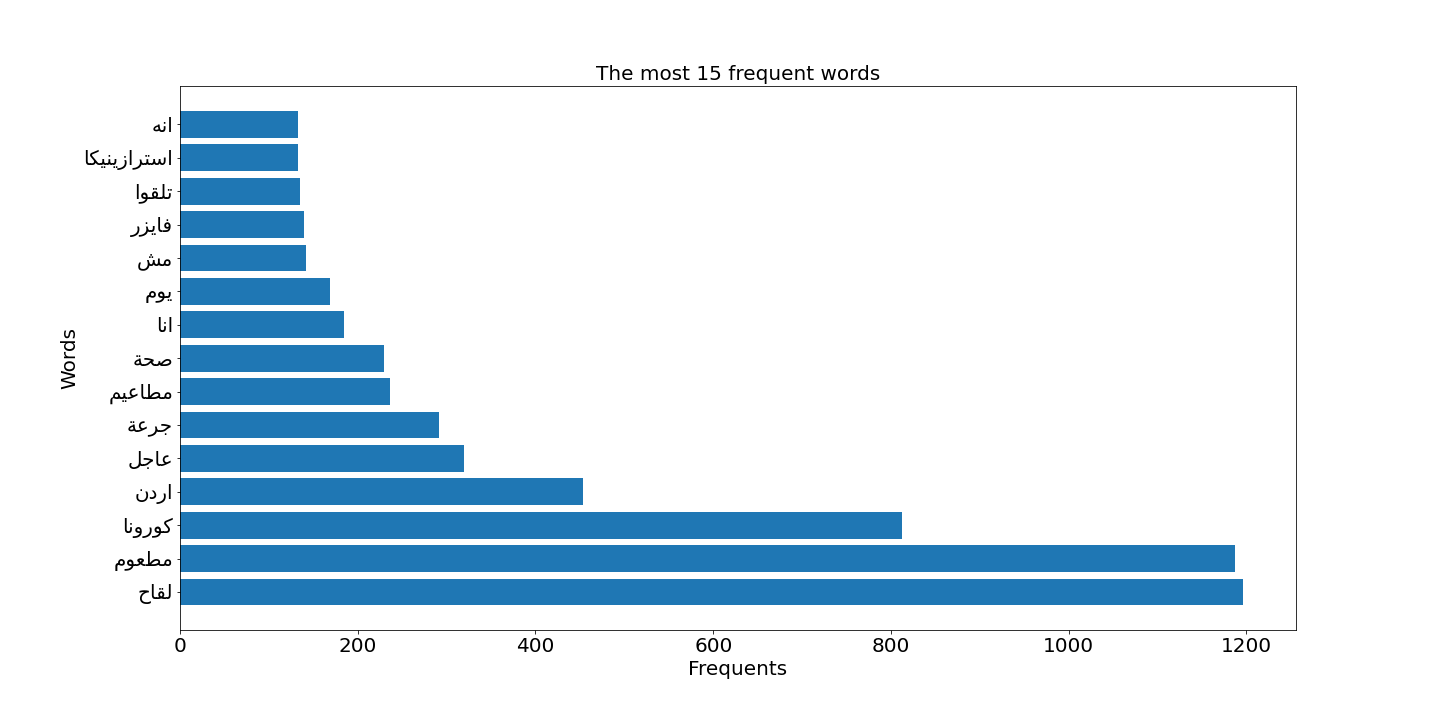 The most 15 frequent words
Words
انه
استرازينيكا
تلقوا
فايزر
مش
يوم
انا
صحة
مطاعيم
جرعة
عاجل
اردن
كورونا
مطعوم
لقاح
0 200 400 600 800 1000 1200
Frequents